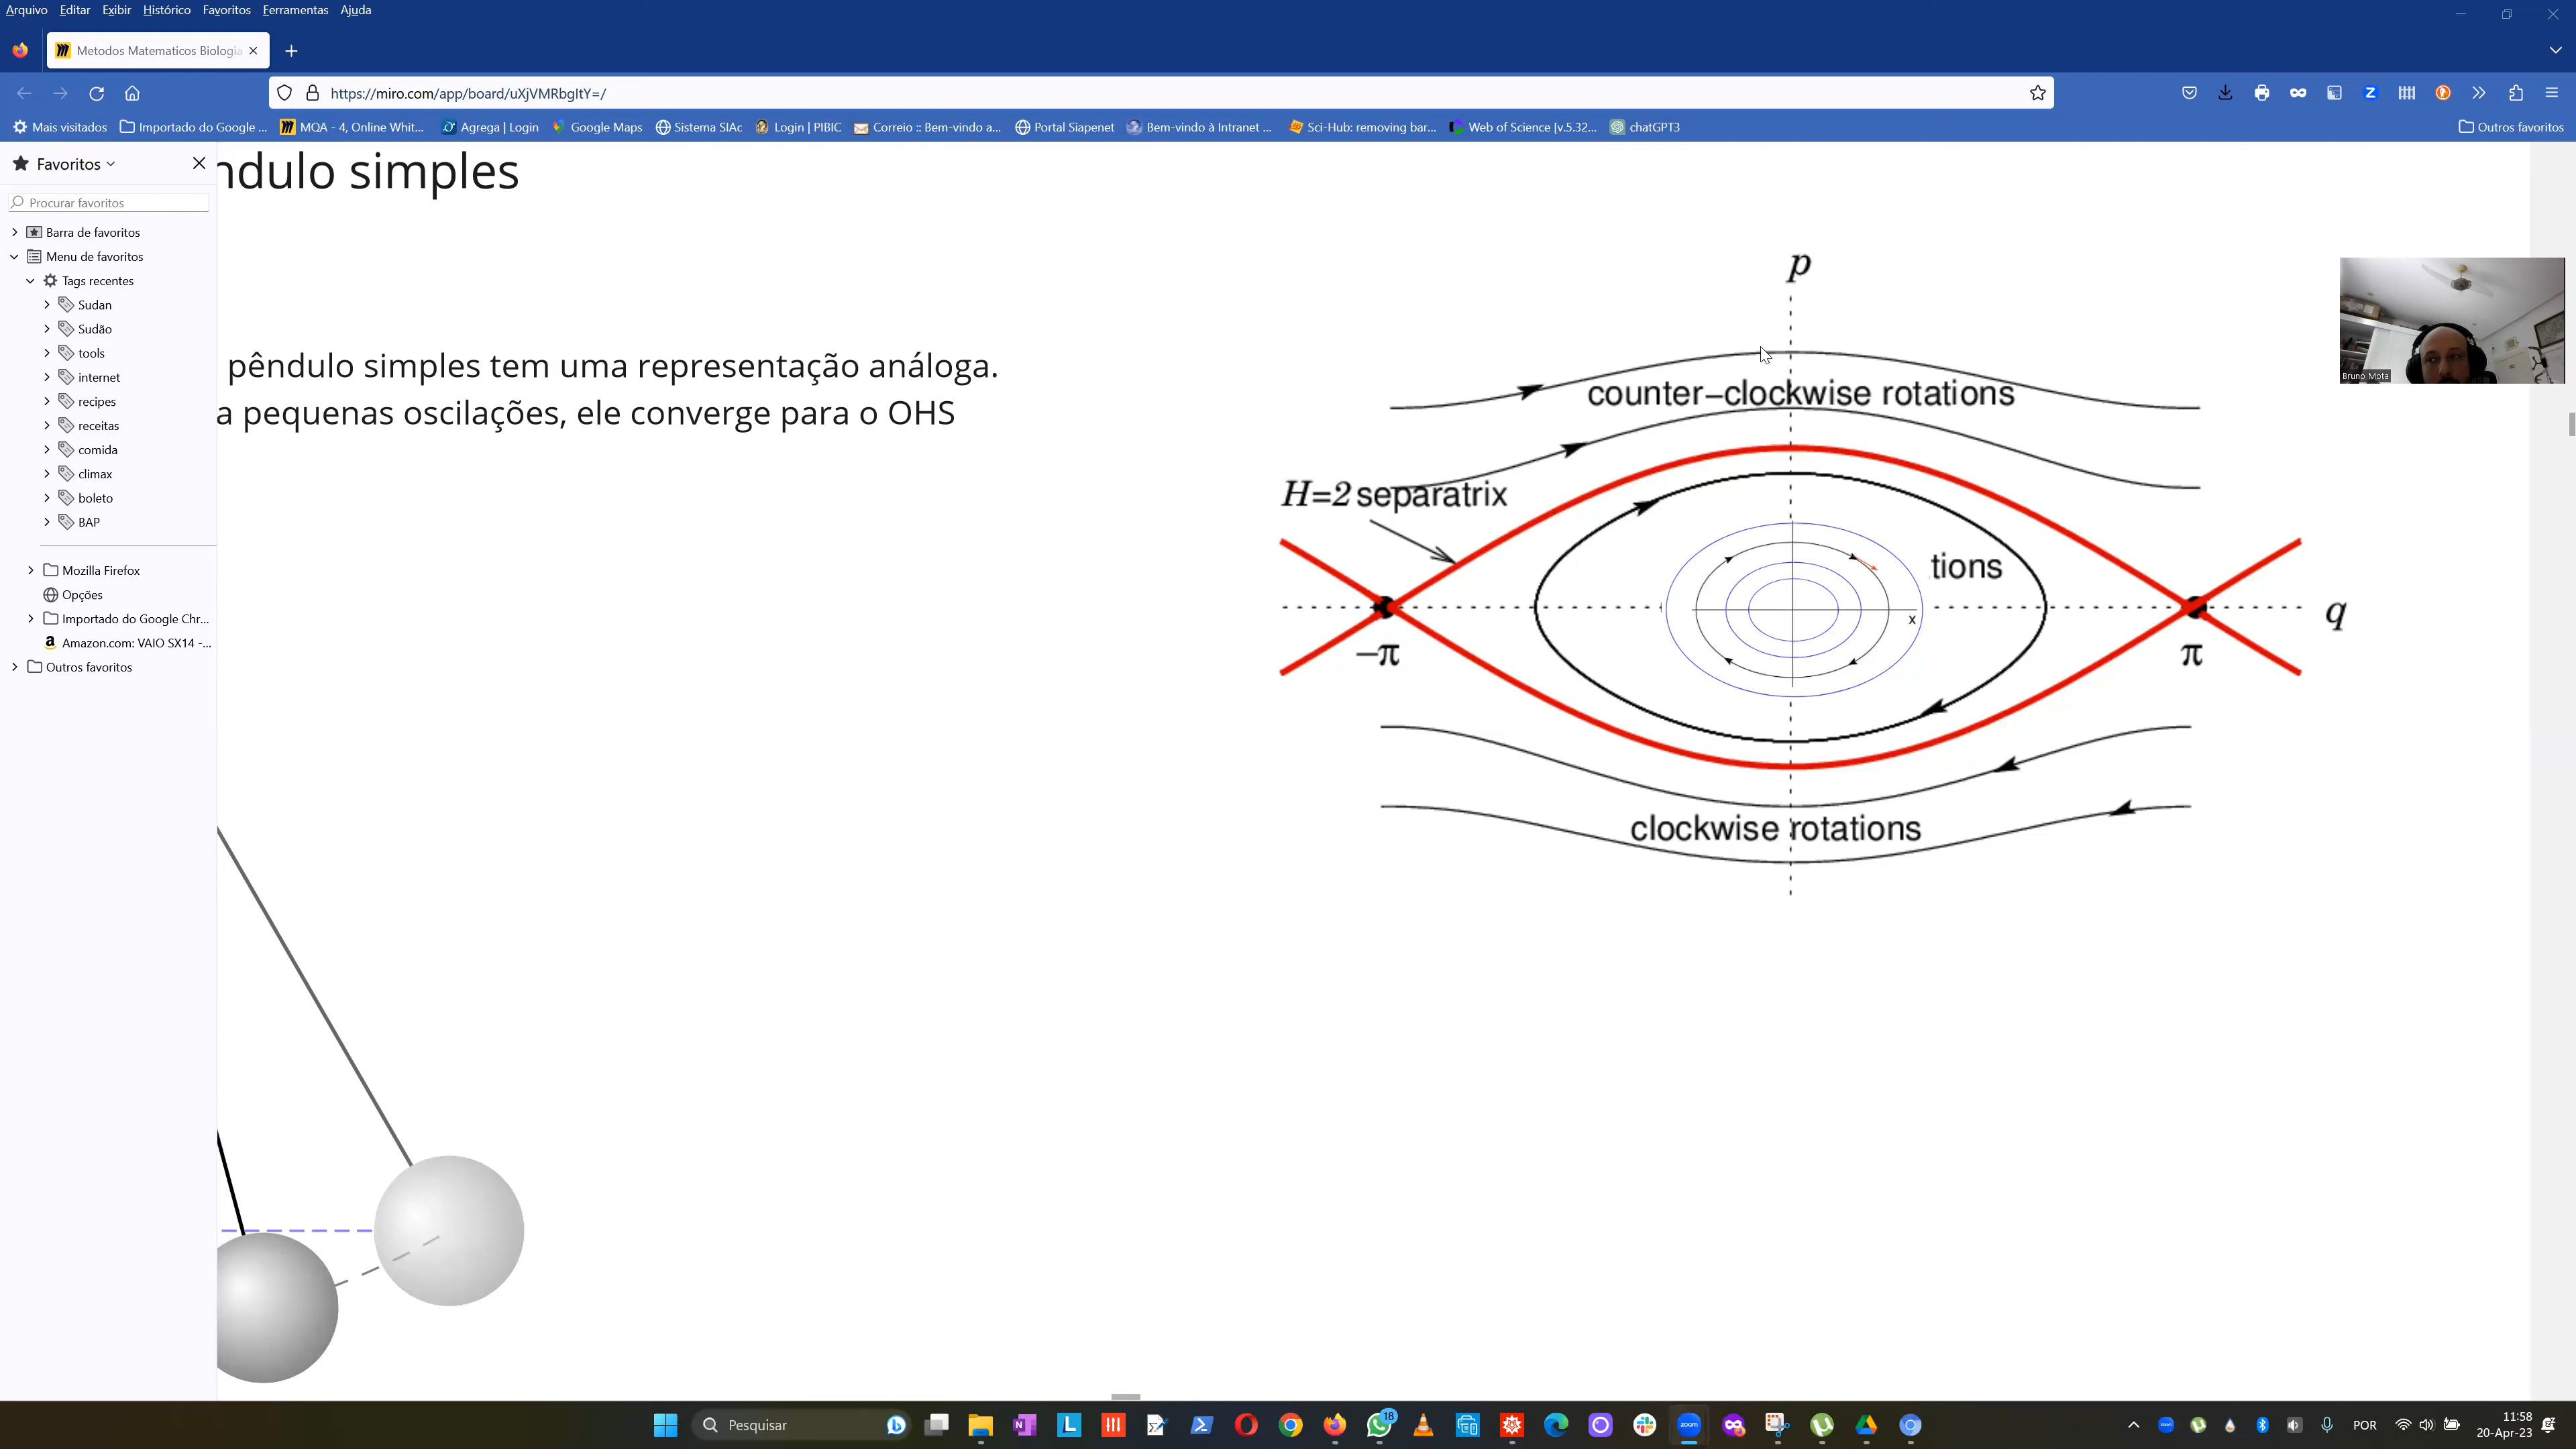 Arquivo Editar Exibir Histórico Favoritos Ferramentas Ajuda
Metodos Matematicos Biologia
https://miro.com/app/board/uXjVMRbgItY=/
Mais visitados Importado do Google ... MQA - 4, Online Whit... Agrega | Login Google Maps Sistema SIAc Login | PIBIC Correio :: Bem-vindo a... Portal Siapenet Bem-vindo à Intranet ... Sci-Hub: removing bar... Web of Science [v.5.32... chatGPT3 Outros favoritos
Favoritos
Procurar favoritos
Barra de favoritos
Menu de favoritos
Tags recentes
Sudan
Sudão
tools
internet
recipes
receitas
comida
climax
boleto
BAP
Mozilla Firefox
Opções
Importado do Google Chr...
Amazon.com: VAIO SX14 -...
Outros favoritos
ndulo simples
pêndulo simples tem uma representação análoga.
a pequenas oscilações, ele converge para o OHS
p
counter–clockwise rotations
H=2 separatrix
tions
x
q
–π
π
clockwise rotations
Bruno Mota
Pesquisar
18
POR
11:58
20-Apr-23